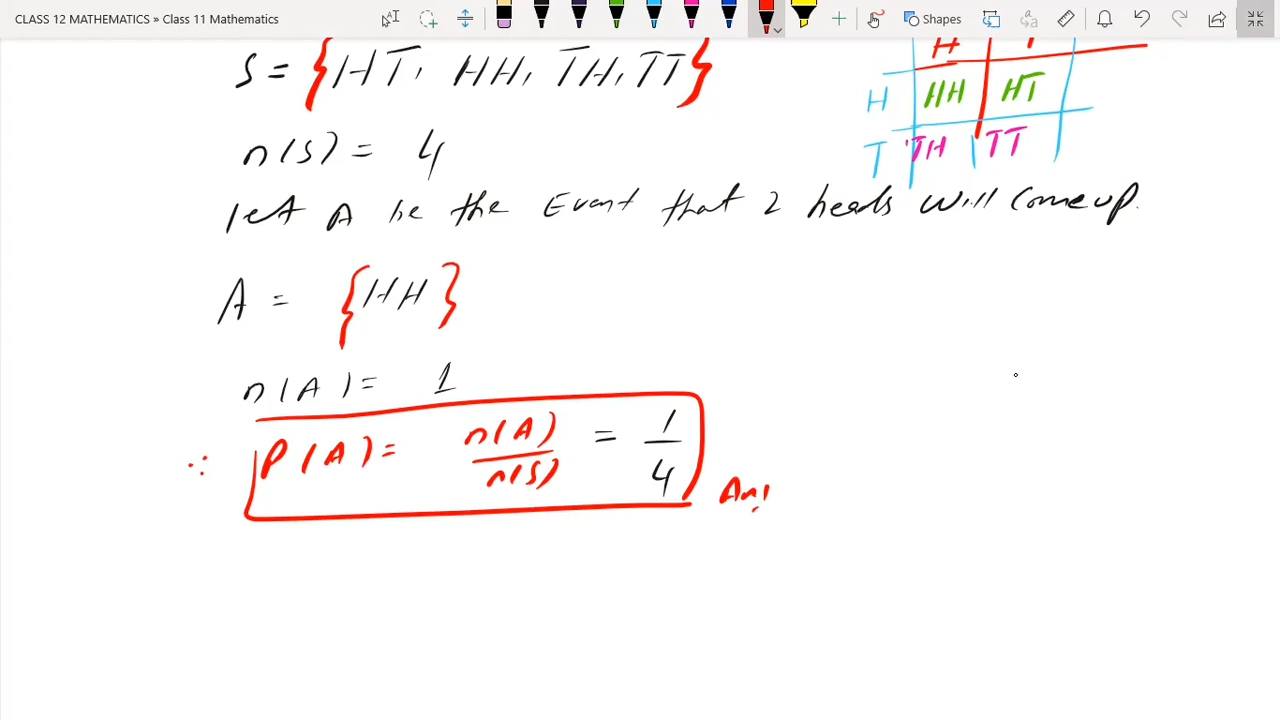 CLASS 12 MATHEMATICS » Class 11 Mathematics
Shapes
S = {HT, HH, TH, TT}
H T
H HH HT
T TH TT
n(S) = 4
let A be the Event that 2 heads will come up.
A = {HH}
n(A) = 1
∵ P(A) = n(A)/n(S) = 1/4 Ans